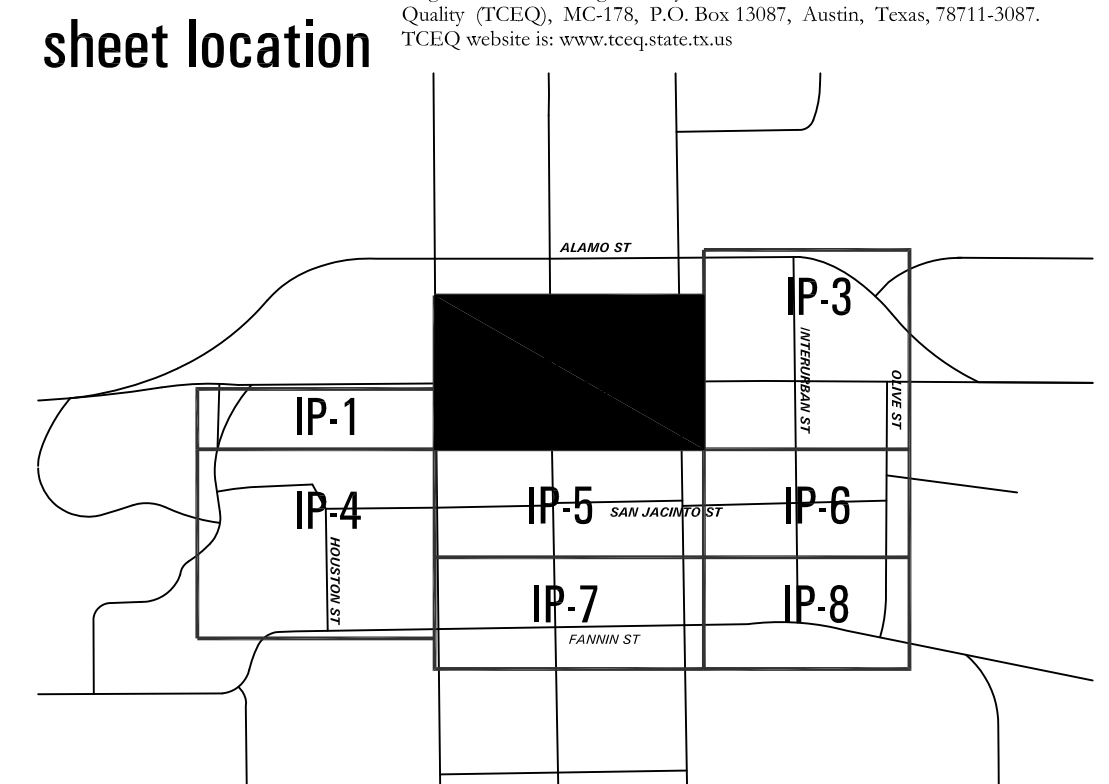 Quality (TCEQ), MC-178, P.O. Box 13087, Austin, Texas, 78711-3087.
TCEQ website is: www.tceq.state.tx.us
sheet location
ALAMO ST
IP-3
INTERURBAN ST
OLIVE ST
IP-1
IP-4
IP-5
SAN JACINTO ST
IP-6
HOUSTON ST
IP-7
IP-8
FANNIN ST